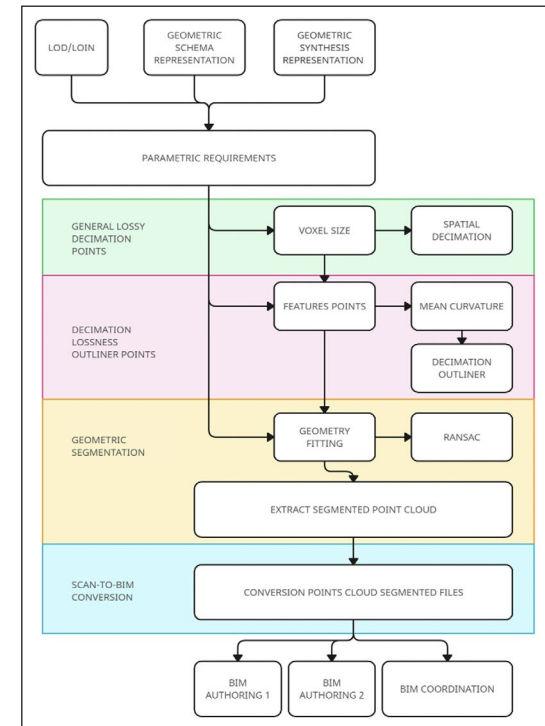 LOD/LOIN
GEOMETRIC
SCHEMA
REPRESENTATION
GEOMETRIC
SYNTHESIS
REPRESENTATION
PARAMETRIC REQUIREMENTS
GENERAL LOSSY
DECIMATION
POINTS
VOXEL SIZE
SPATIAL
DECIMATION
DECIMATION
LOSSNESS
OUTLINER POINTS
FEATURES POINTS
MEAN CURVATURE
DECIMATION
OUTLINER
GEOMETRIC
SEGMENTATION
GEOMETRY
FITTING
RANSAC
EXTRACT SEGMENTED POINT CLOUD
SCAN-TO-BIM
CONVERSION
CONVERSION POINTS CLOUD SEGMENTED FILES
BIM
AUTHORING 1
BIM
AUTHORING 2
BIM COORDINATION